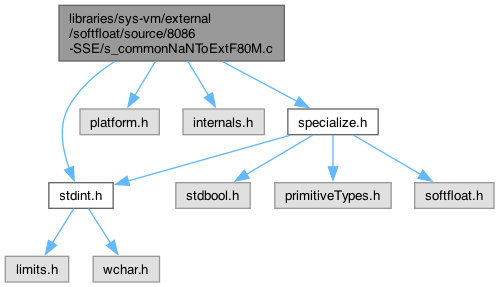 libraries/sys-vm/external
/softfloat/source/8086
-SSE/s_commonNaNToExtF80M.c
platform.h
internals.h
specialize.h
stdint.h
stdbool.h
primitiveTypes.h
softfloat.h
limits.h
wchar.h